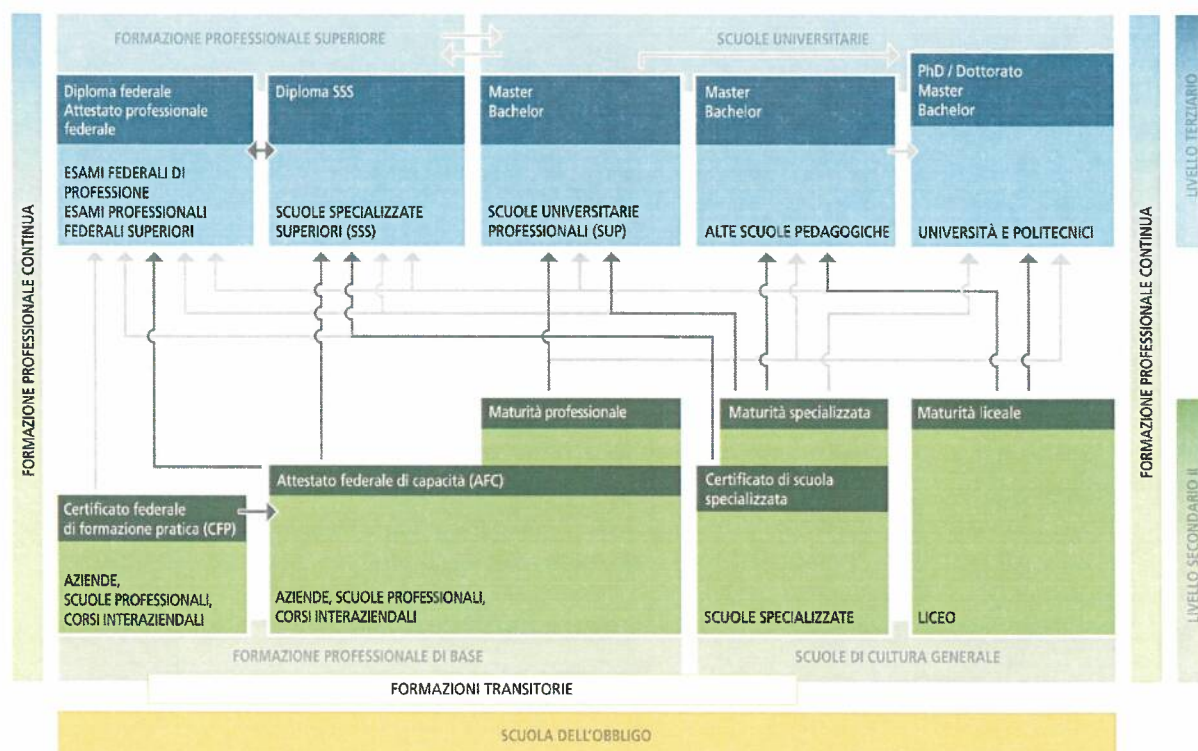 FORMAZIONE PROFESSIONALE SUPERIORE
SCUOLE UNIVERSITARIE
Diploma federale
Attestato professionale
federale
ESAMI FEDERALI DI
PROFESSIONE
ESAMI PROFESSIONALI
FEDERALI SUPERIORI
Diploma SSS
SCUOLE SPECIALIZZATE
SUPERIORI (SSS)
Master
Bachelor
SCUOLE UNIVERSITARIE
PROFESSIONALI (SUP)
Master
Bachelor
ALTE SCUOLE PEDAGOGICHE
PhD / Dottorato
Master
Bachelor
UNIVERSITÀ E POLITECNICI
FORMAZIONE PROFESSIONALE CONTINUA
FORMAZIONE PROFESSIONALE CONTINUA
LIVELLO TERZIARIO
LIVELLO SECONDARIO II
Maturità professionale
Maturità specializzata
Maturità liceale
Attestato federale di capacità (AFC)
Certificato di scuola
specializzata
Certificato federale
di formazione pratica (CFP)
AZIENDE,
SCUOLE PROFESSIONALI,
CORSI INTERAZIENDALI
AZIENDE, SCUOLE PROFESSIONALI,
CORSI INTERAZIENDALI
SCUOLE SPECIALIZZATE
LICEO
FORMAZIONE PROFESSIONALE DI BASE
SCUOLE DI CULTURA GENERALE
FORMAZIONI TRANSITORIE
SCUOLA DELL'OBBLIGO